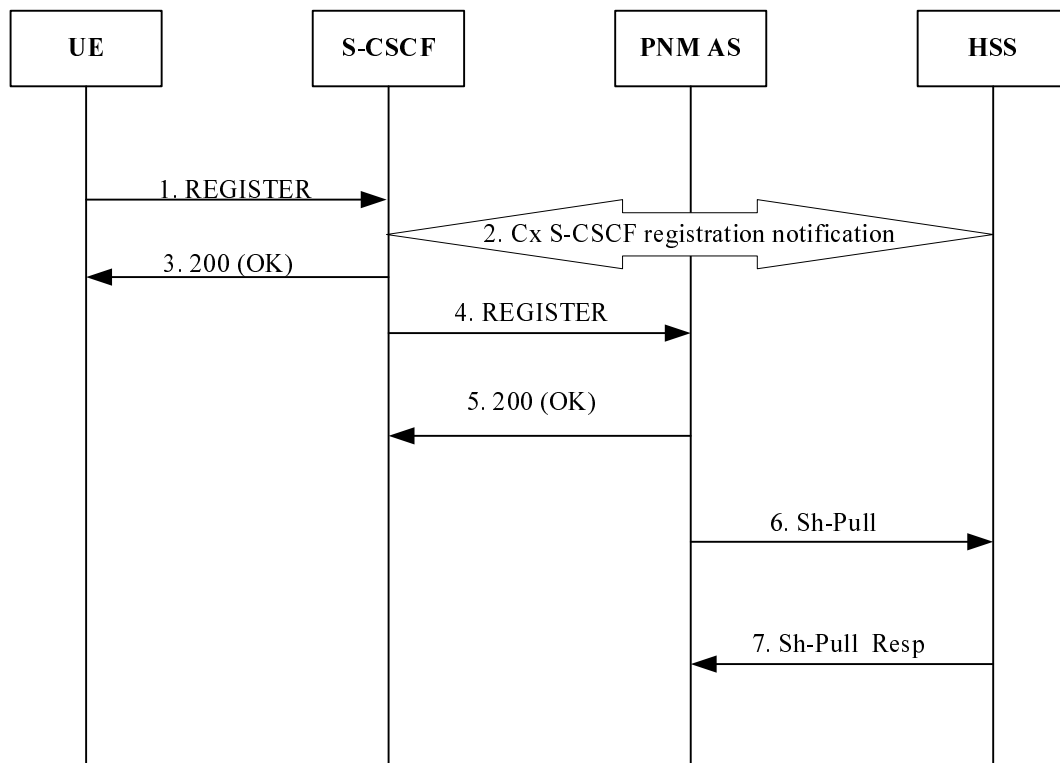 UE
S-CSCF
PNM AS
HSS
1. REGISTER
2. Cx S-CSCF registration notification
3. 200 (OK)
4. REGISTER
5. 200 (OK)
6. Sh-Pull
7. Sh-Pull Resp